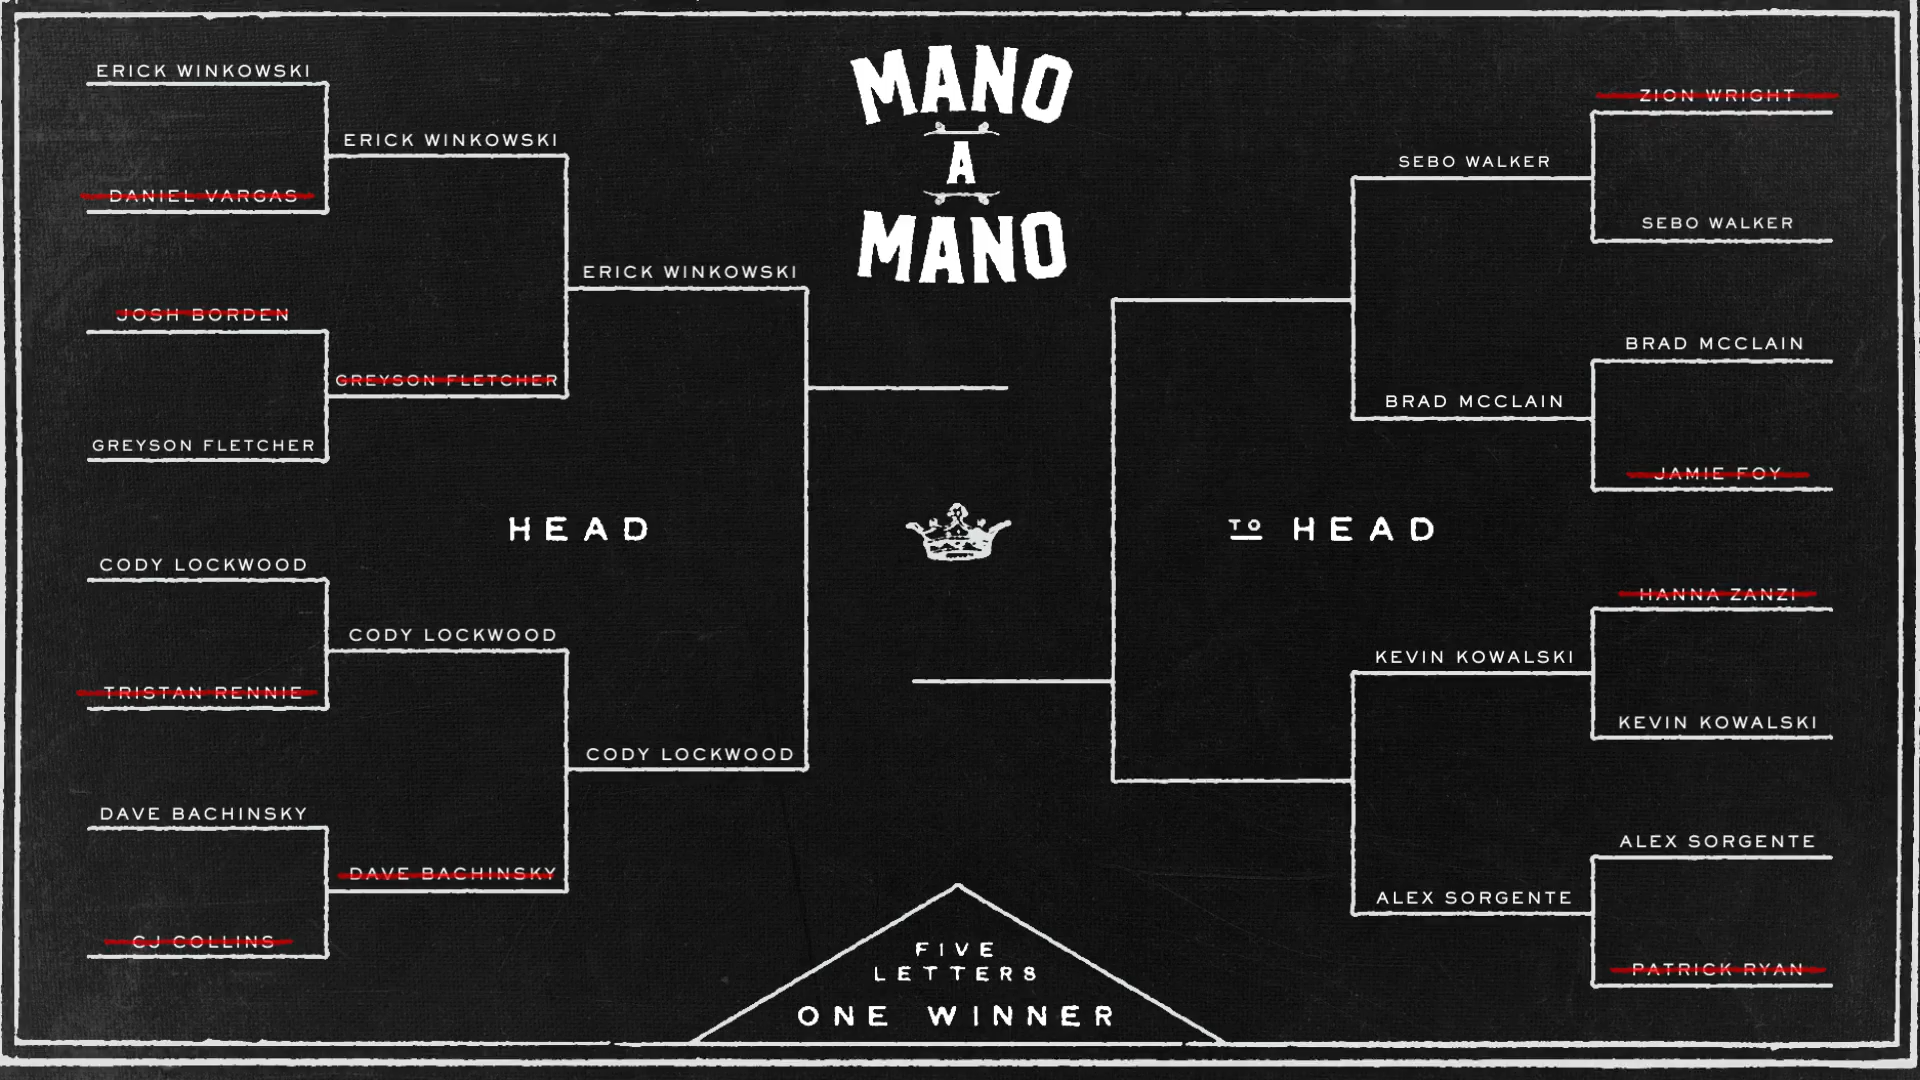 MANO
A
MANO
ERICK WINKOWSKI
DANIEL VARGAS
JOSH BORDEN
GREYSON FLETCHER
CODY LOCKWOOD
TRISTAN RENNIE
DAVE BACHINSKY
CJ COLLINS
ERICK WINKOWSKI
GREYSON FLETCHER
CODY LOCKWOOD
DAVE BACHINSKY
ERICK WINKOWSKI
CODY LOCKWOOD
HEAD
TO HEAD
SEBO WALKER
BRAD MCCLAIN
KEVIN KOWALSKI
ALEX SORGENTE
ZION WRIGHT
SEBO WALKER
BRAD MCCLAIN
JAMIE FOY
HANNA ZANZI
KEVIN KOWALSKI
ALEX SORGENTE
PATRICK RYAN
FIVE
LETTERS
ONE WINNER